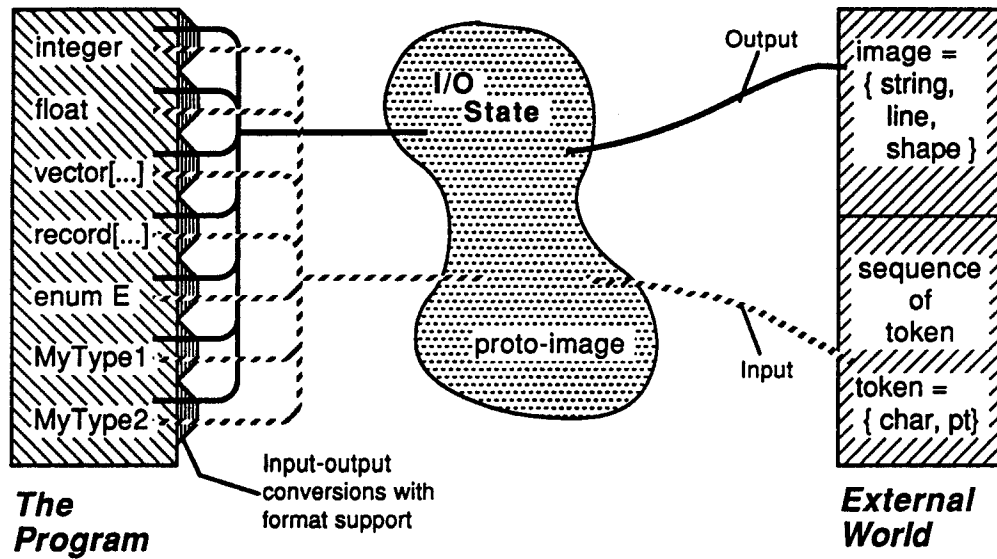 integer
float
vector[...]
record[...]
enum E
MyType1
MyType2
The
Program
Input-output
conversions with
format support
I/O
State
proto-image
Output
Input
image =
{ string,
line,
shape }
sequence
of
token
token =
{ char, pt}
External
World